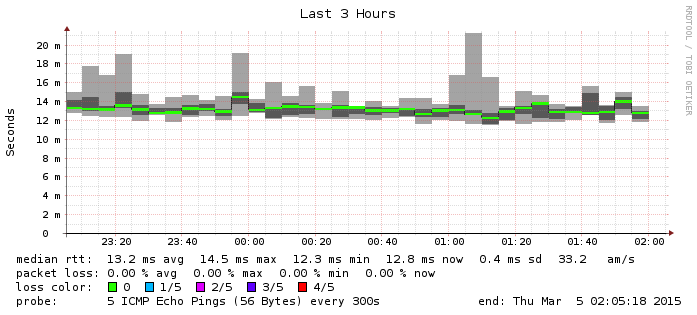 Last 3 Hours
RRDTOOL / TOBI OETIKER
Seconds
20 m
18 m
16 m
14 m
12 m
10 m
8 m
6 m
4 m
2 m
0
23:20 23:40 00:00 00:20 00:40 01:00 01:20 01:40 02:00
median rtt: 13.2 ms avg 14.5 ms max 12.3 ms min 12.8 ms now 0.4 ms sd 33.2 am/s
packet loss: 0.00 % avg 0.00 % max 0.00 % min 0.00 % now
loss color: 0 1/5 2/5 3/5 4/5
probe: 5 ICMP Echo Pings (56 Bytes) every 300s end: Thu Mar 5 02:05:18 2015